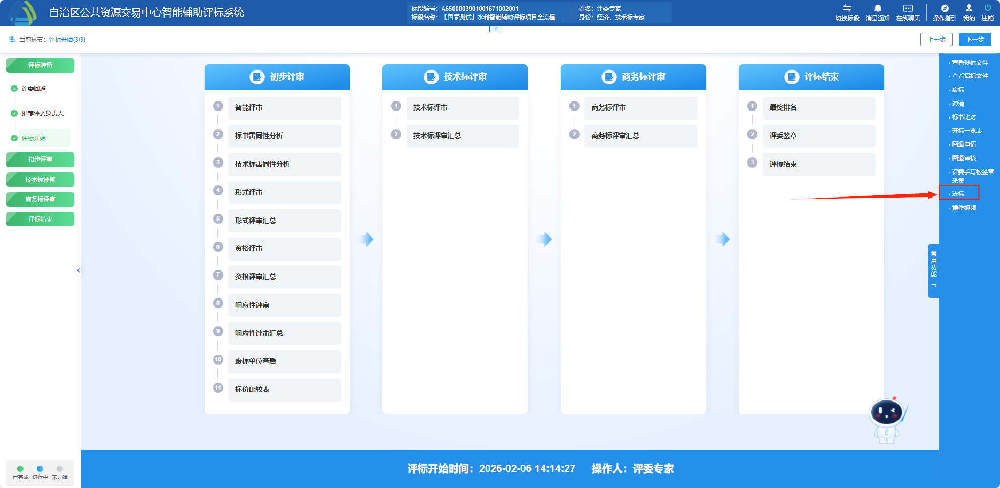 自治区公共资源交易中心智能辅助评标系统
标段编号：A6500003901001671002001
标段名称：【国泰测试】水利智能辅助评标项目全流程...
姓名：评委专家
身份：经济、技术标专家
切换标段
消息通知
在线聊天
操作指引
我的
注销
当前环节：评标开始(3/3)
上一步
下一步
评标准备
评委回避
推荐评委负责人
评标开始
初步评审
技术标评审
商务标评审
评标结束
已完成
进行中
未开始
初步评审
1 智能评审
2 标书雷同性分析
3 技术标雷同性分析
4 形式评审
5 形式评审汇总
6 资格评审
7 资格评审汇总
8 响应性评审
9 响应性评审汇总
10 废标单位查看
11 标价比较表
技术标评审
1 技术标评审
2 技术标评审汇总
商务标评审
1 商务标评审
2 商务标评审汇总
评标结束
1 最终排名
2 评委签章
3 评标结束
· 查看投标文件
· 查看招标文件
· 废标
· 澄清
· 标书比对
· 开标一览表
· 回退申请
· 回退审核
· 评委手写板签章
采集
· 流标
· 操作视频
常用功能
E
评标开始时间：2026-02-06 14:14:27 操作人：评委专家